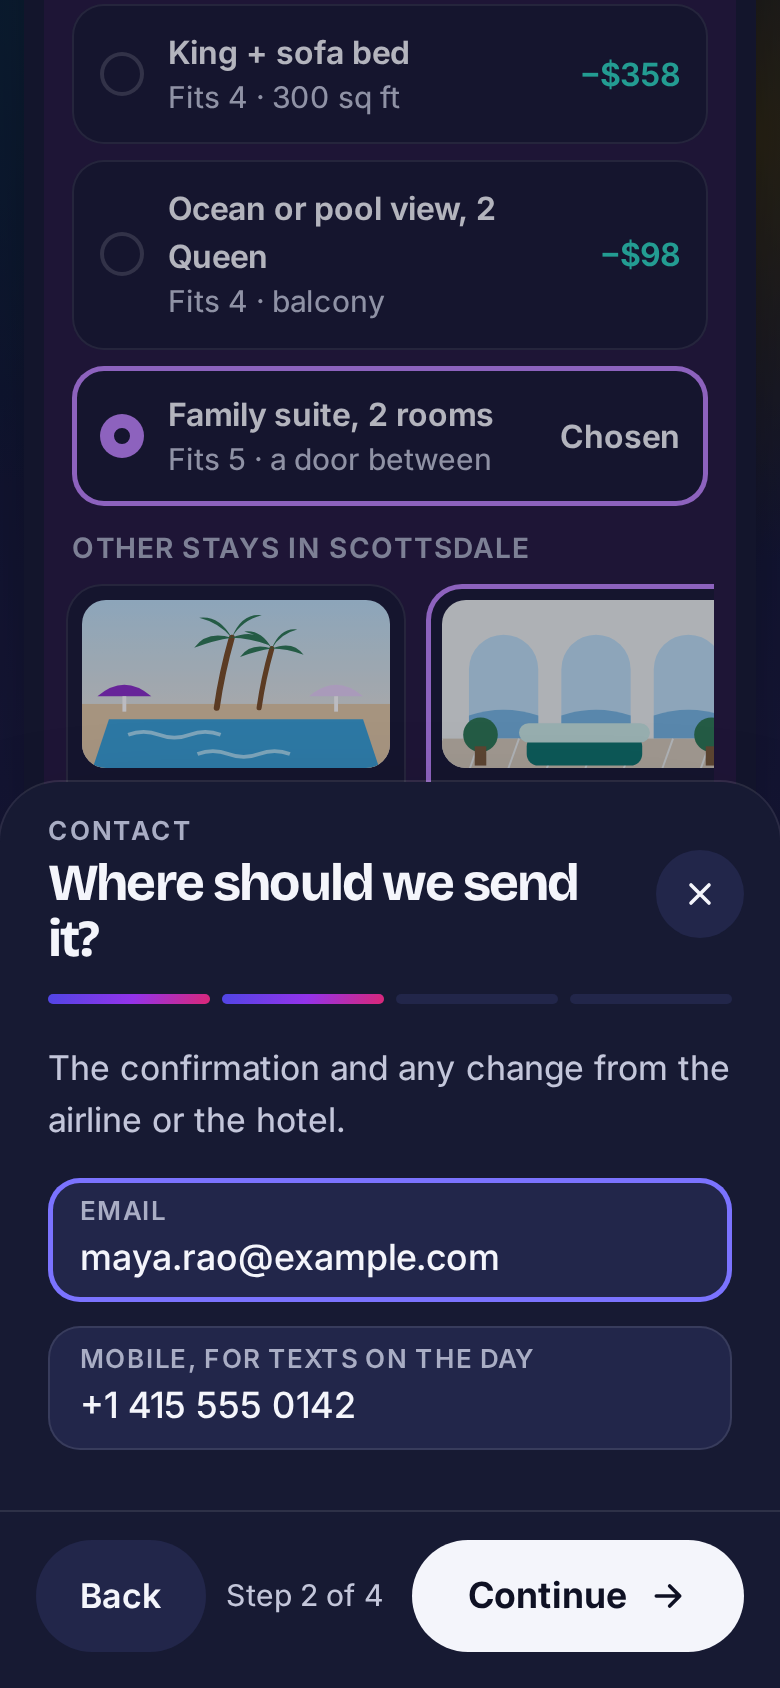 King + sofa bed
Fits 4 · 300 sq ft
−$358
Ocean or pool view, 2
Queen
Fits 4 · balcony
−$98
Family suite, 2 rooms
Fits 5 · a door between
Chosen
OTHER STAYS IN SCOTTSDALE
CONTACT
Where should we send
it?
The confirmation and any change from the
airline or the hotel.
EMAIL
maya.rao@example.com
MOBILE, FOR TEXTS ON THE DAY
+1 415 555 0142
Back
Step 2 of 4
Continue →